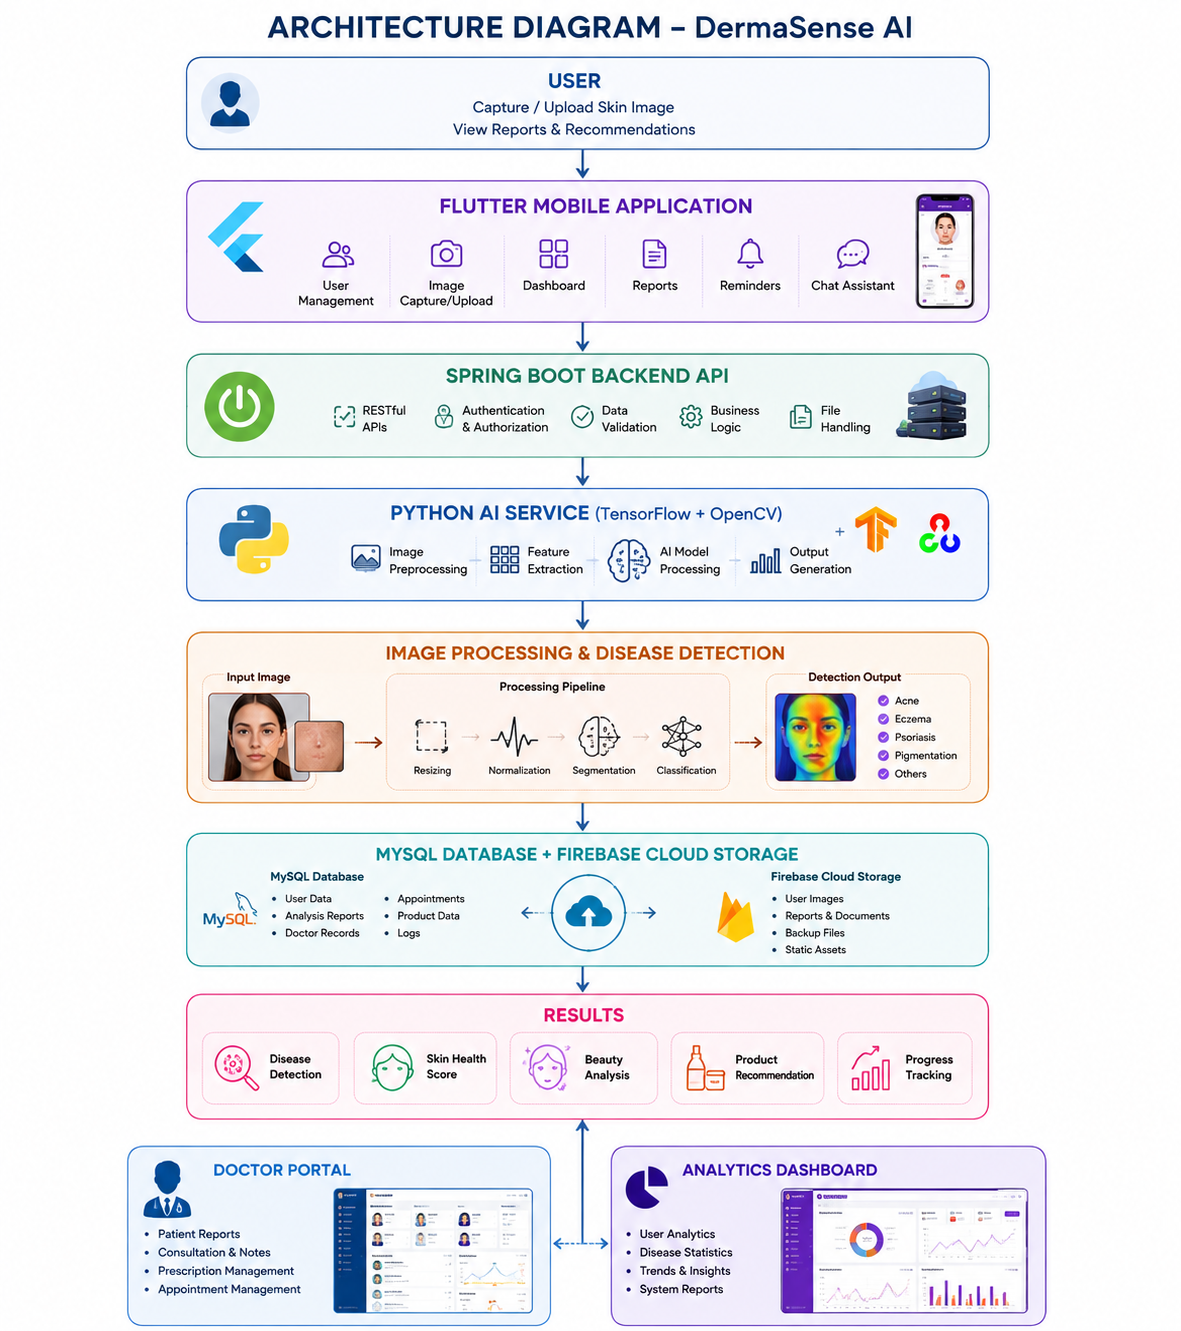 ARCHITECTURE DIAGRAM – DermaSense AI
USER
Capture / Upload Skin Image
View Reports & Recommendations
FLUTTER MOBILE APPLICATION
User
Management
Image
Capture/Upload
Dashboard
Reports
Reminders
Chat Assistant
SPRING BOOT BACKEND API
RESTful
APIs
Authentication
& Authorization
Data
Validation
Business
Logic
File
Handling
PYTHON AI SERVICE (TensorFlow + OpenCV)
+
Image
Preprocessing
Feature
Extraction
AI Model
Processing
Output
Generation
IMAGE PROCESSING & DISEASE DETECTION
Input Image
Processing Pipeline
Resizing
Normalization
Segmentation
Classification
Detection Output
Acne
Eczema
Psoriasis
Pigmentation
Others
MYSQL DATABASE + FIREBASE CLOUD STORAGE
MySQL Database
MySQL.
• User Data
• Analysis Reports
• Doctor Records
• Appointments
• Product Data
• Logs
Firebase Cloud Storage
• User Images
• Reports & Documents
• Backup Files
• Static Assets
RESULTS
Disease
Detection
Skin Health
Score
Beauty
Analysis
Product
Recommendation
Progress
Tracking
DOCTOR PORTAL
• Patient Reports
• Consultation & Notes
• Prescription Management
• Appointment Management
ANALYTICS DASHBOARD
• User Analytics
• Disease Statistics
• Trends & Insights
• System Reports